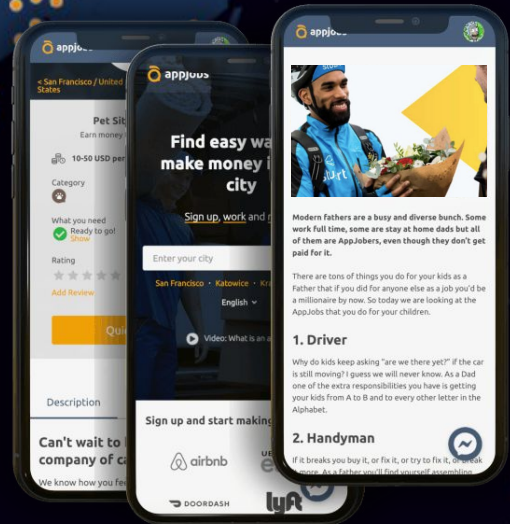 appjobs
< San Francisco / United
States
Pet Sit
Earn money
10-50 USD per
Category
What you need
Ready to go!
Show
Rating
Add Review
Quic
Description
Can't wait to
company of ca
We know how you fee
appjobs
Find easy wa
make money i
city
Sign up, work and
Enter your city
San Francisco • Katowice • Kra
English
Video: What is an a
Sign up and start making
airbnb
DOORDASH
lyft
appjobs
Modern fathers are a busy and diverse bunch. Some
work full time, some are stay at home dads but all
of them are AppJobers, even though they don't get
paid for it.
There are tons of things you do for your kids as a
Father that if you did for anyone else as a job you'd be
a millionaire by now. So today we are looking at the
AppJobs that you do for your children.
1. Driver
Why do kids keep asking "are we there yet?" if the car
is still moving? I guess we will never know. As a Dad
one of the extra responsibilities you have is getting
your kids from A to B and to every other letter in the
Alphabet.
2. Handyman
If it breaks you buy it, or fix it, or try to fix it, or break
it more. As a father you'll find yourself assembling